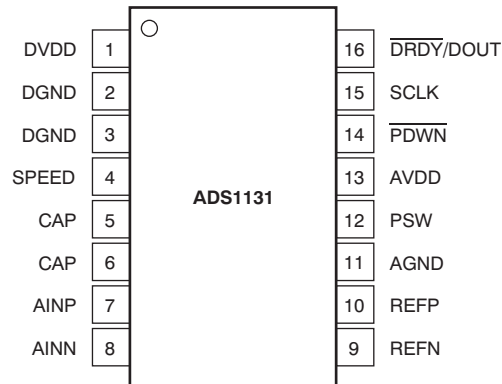 DVDD 1 16 DRDY/DOUT
DGND 2 15 SCLK
DGND 3 14 PDWN
SPEED 4 13 AVDD
ADS1131
CAP 5 12 PSW
CAP 6 11 AGND
AINP 7 10 REFP
AINN 8 9 REFN